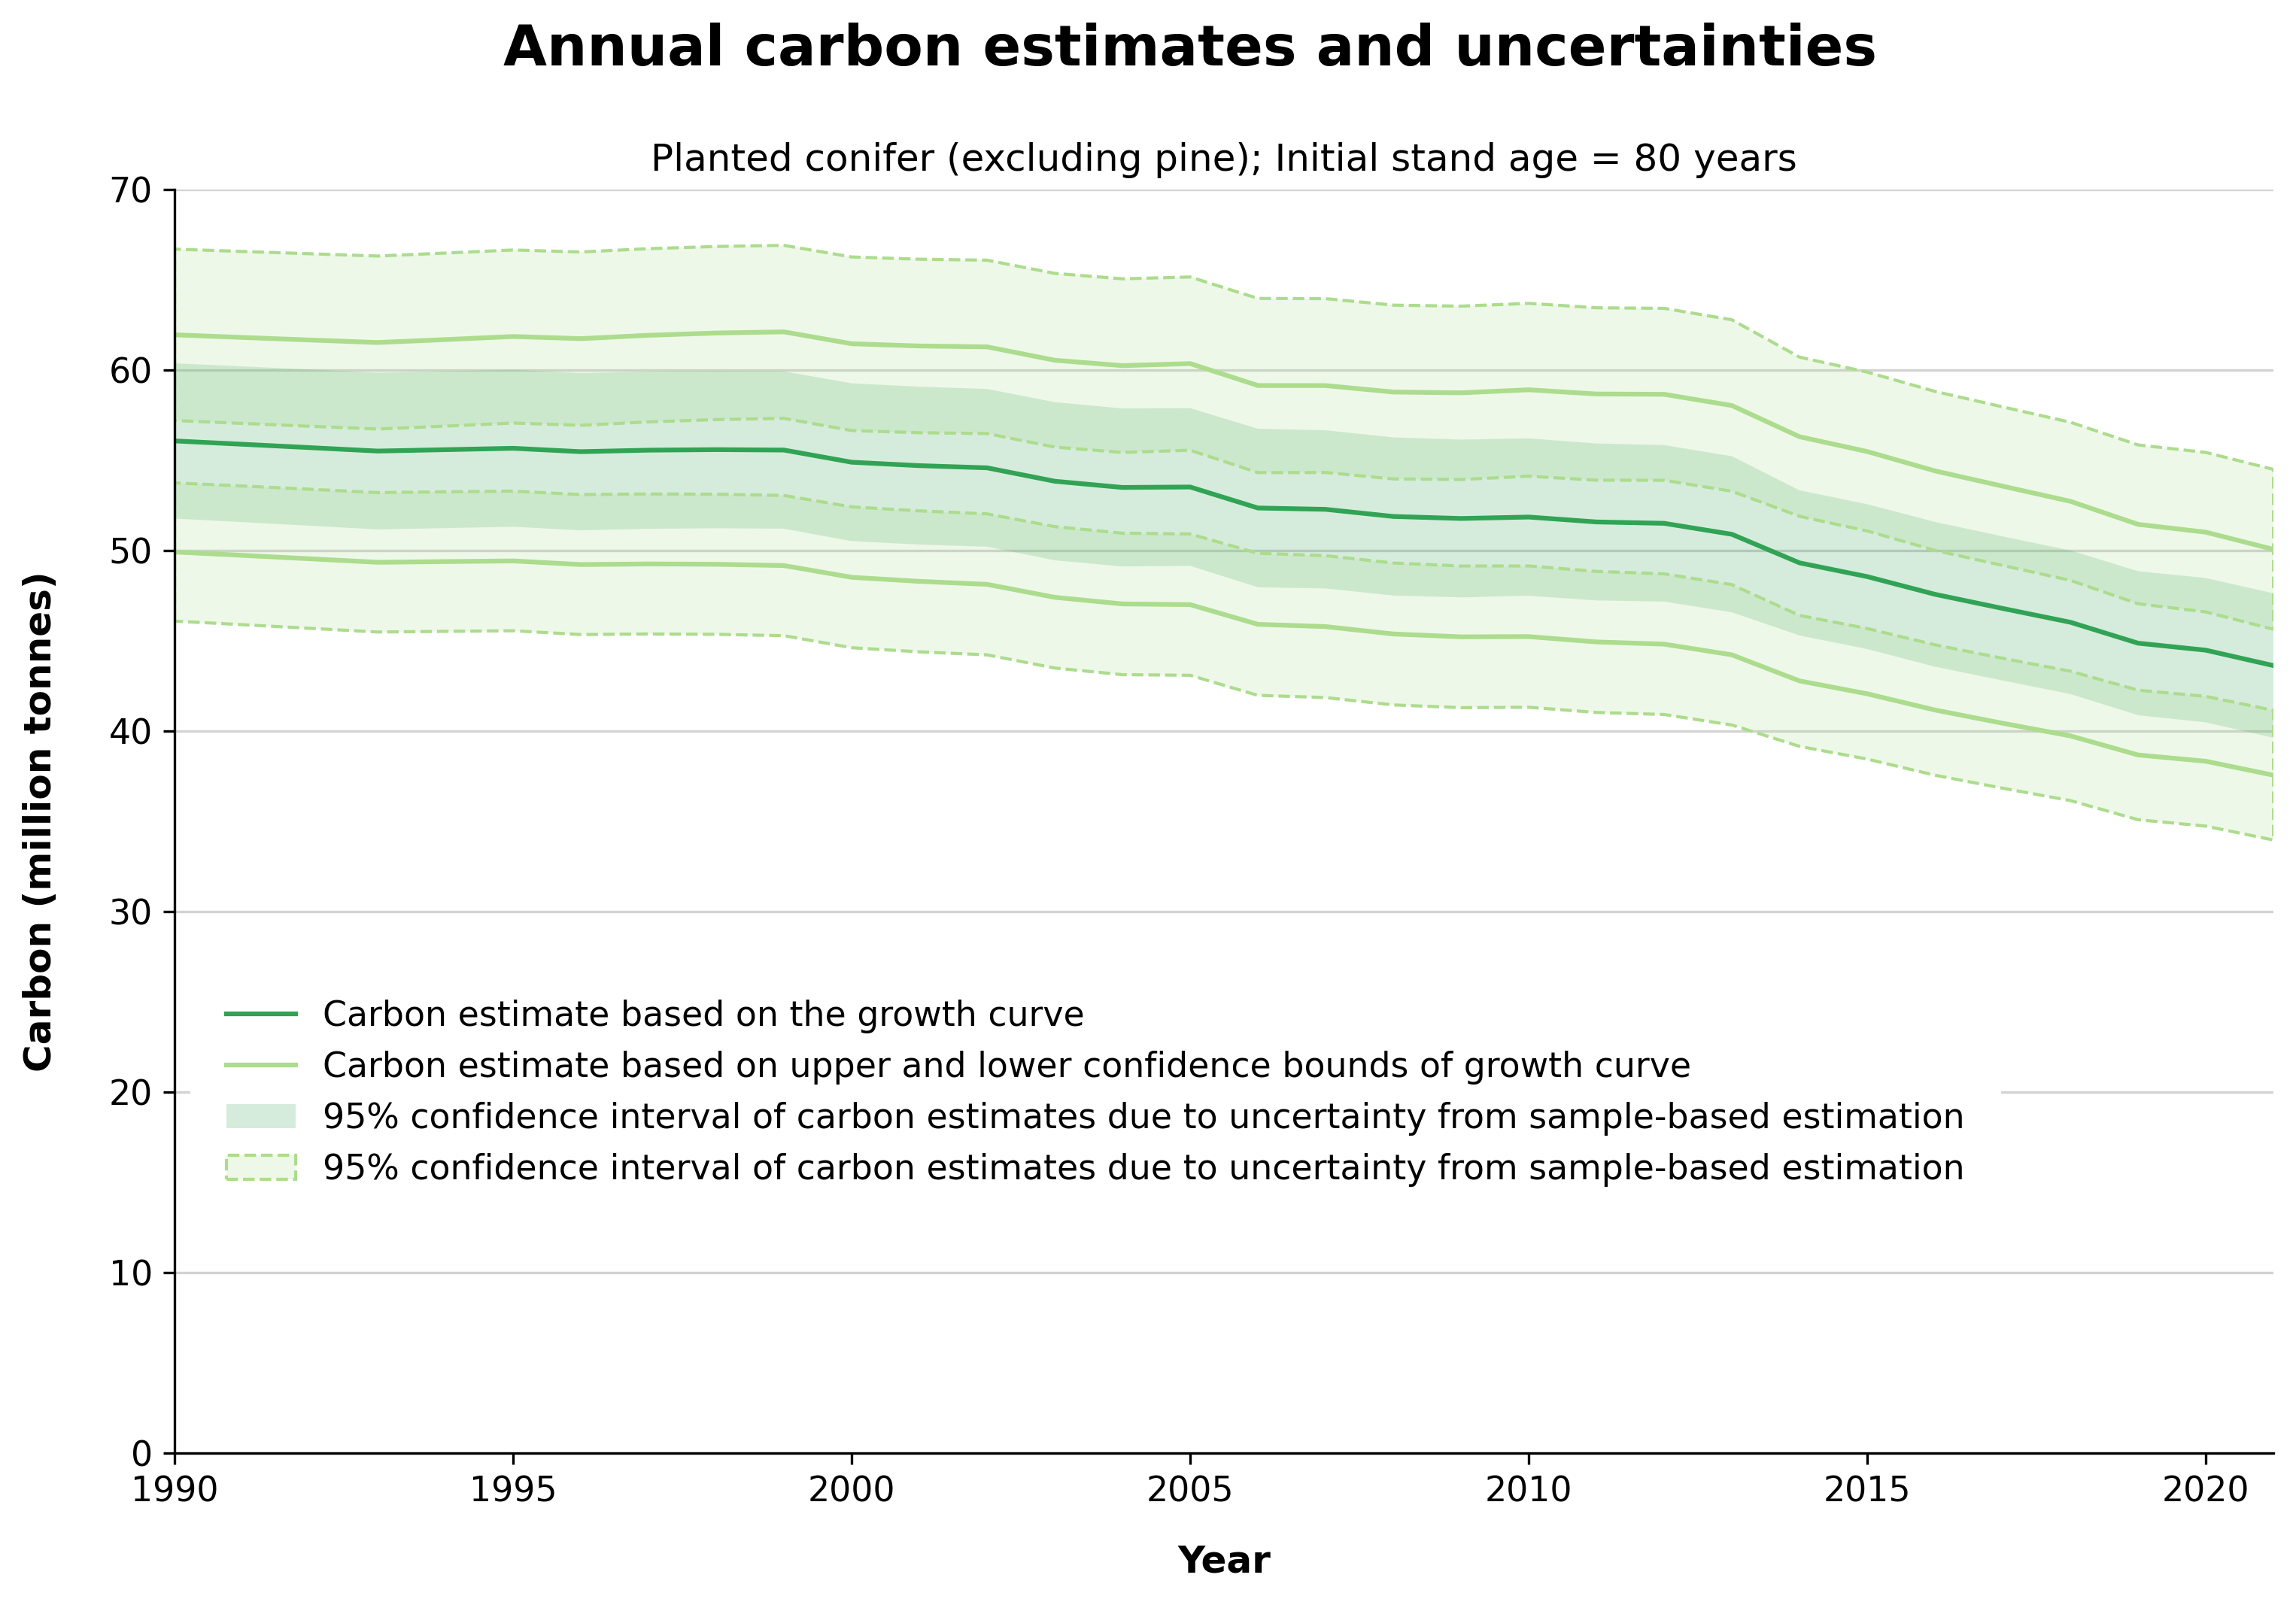 Annual carbon estimates and uncertainties
Planted conifer (excluding pine); Initial stand age = 80 years
70
60
50
40
30
20
10
0
Carbon (million tonnes)
Carbon estimate based on the growth curve
Carbon estimate based on upper and lower confidence bounds of growth curve
95% confidence interval of carbon estimates due to uncertainty from sample-based estimation
95% confidence interval of carbon estimates due to uncertainty from sample-based estimation
1990 1995 2000 2005 2010 2015 2020
Year